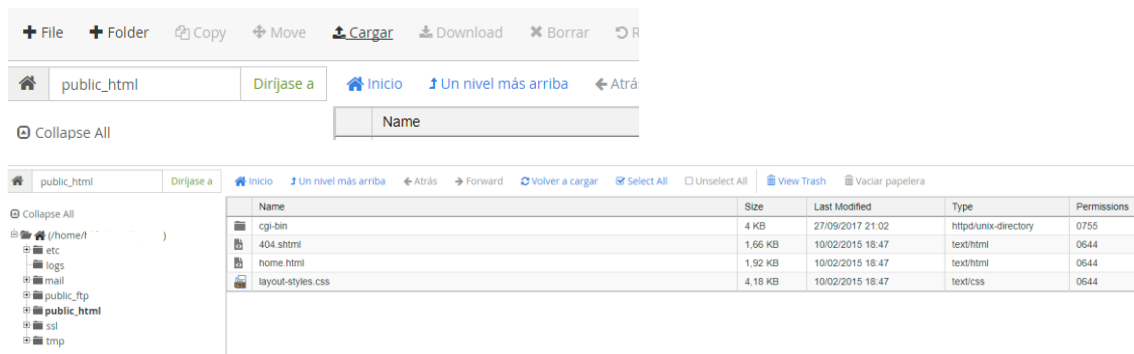 File Folder Copy Move Cargar Download Borrar R
public_html Diríjase a Inicio Un nivel más arriba Atrá
Collapse All Name
public_html Diríjase a Inicio Un nivel más arriba Atrás Forward Volver a cargar Select All Unselect All View Trash Vaciar papelera
Collapse All
(/home/ )
etc
logs
mail
public_ftp
public_html
ssl
tmp
Name Size Last Modified Type Permissions
cgi-bin 4 KB 27/09/2017 21:02 httpd/unix-directory 0755
404.shtml 1,66 KB 10/02/2015 18:47 text/html 0644
home.html 1,92 KB 10/02/2015 18:47 text/html 0644
layout-styles.css 4,18 KB 10/02/2015 18:47 text/css 0644